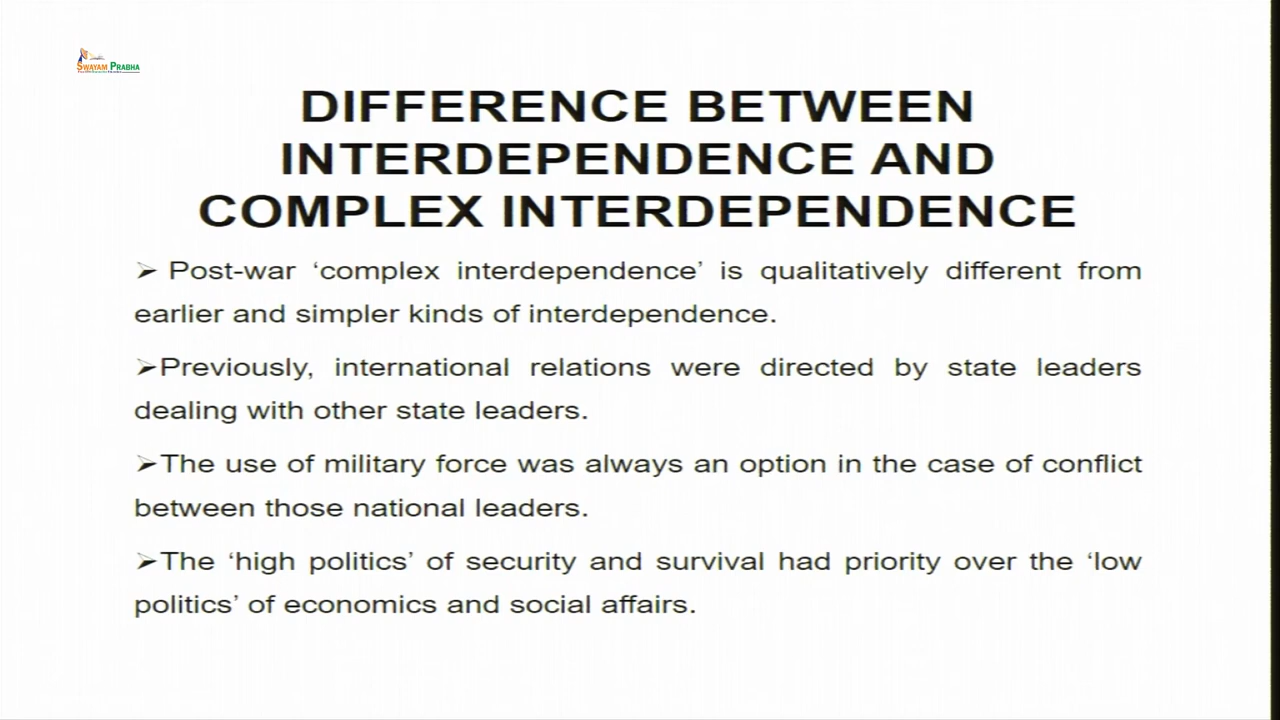 SWAYAM PRABHA
DIFFERENCE BETWEEN
INTERDEPENDENCE AND
COMPLEX INTERDEPENDENCE
➢ Post-war ‘complex interdependence’ is qualitatively different from
earlier and simpler kinds of interdependence.
➢Previously, international relations were directed by state leaders
dealing with other state leaders.
➢The use of military force was always an option in the case of conflict
between those national leaders.
➢The ‘high politics’ of security and survival had priority over the ‘low
politics’ of economics and social affairs.